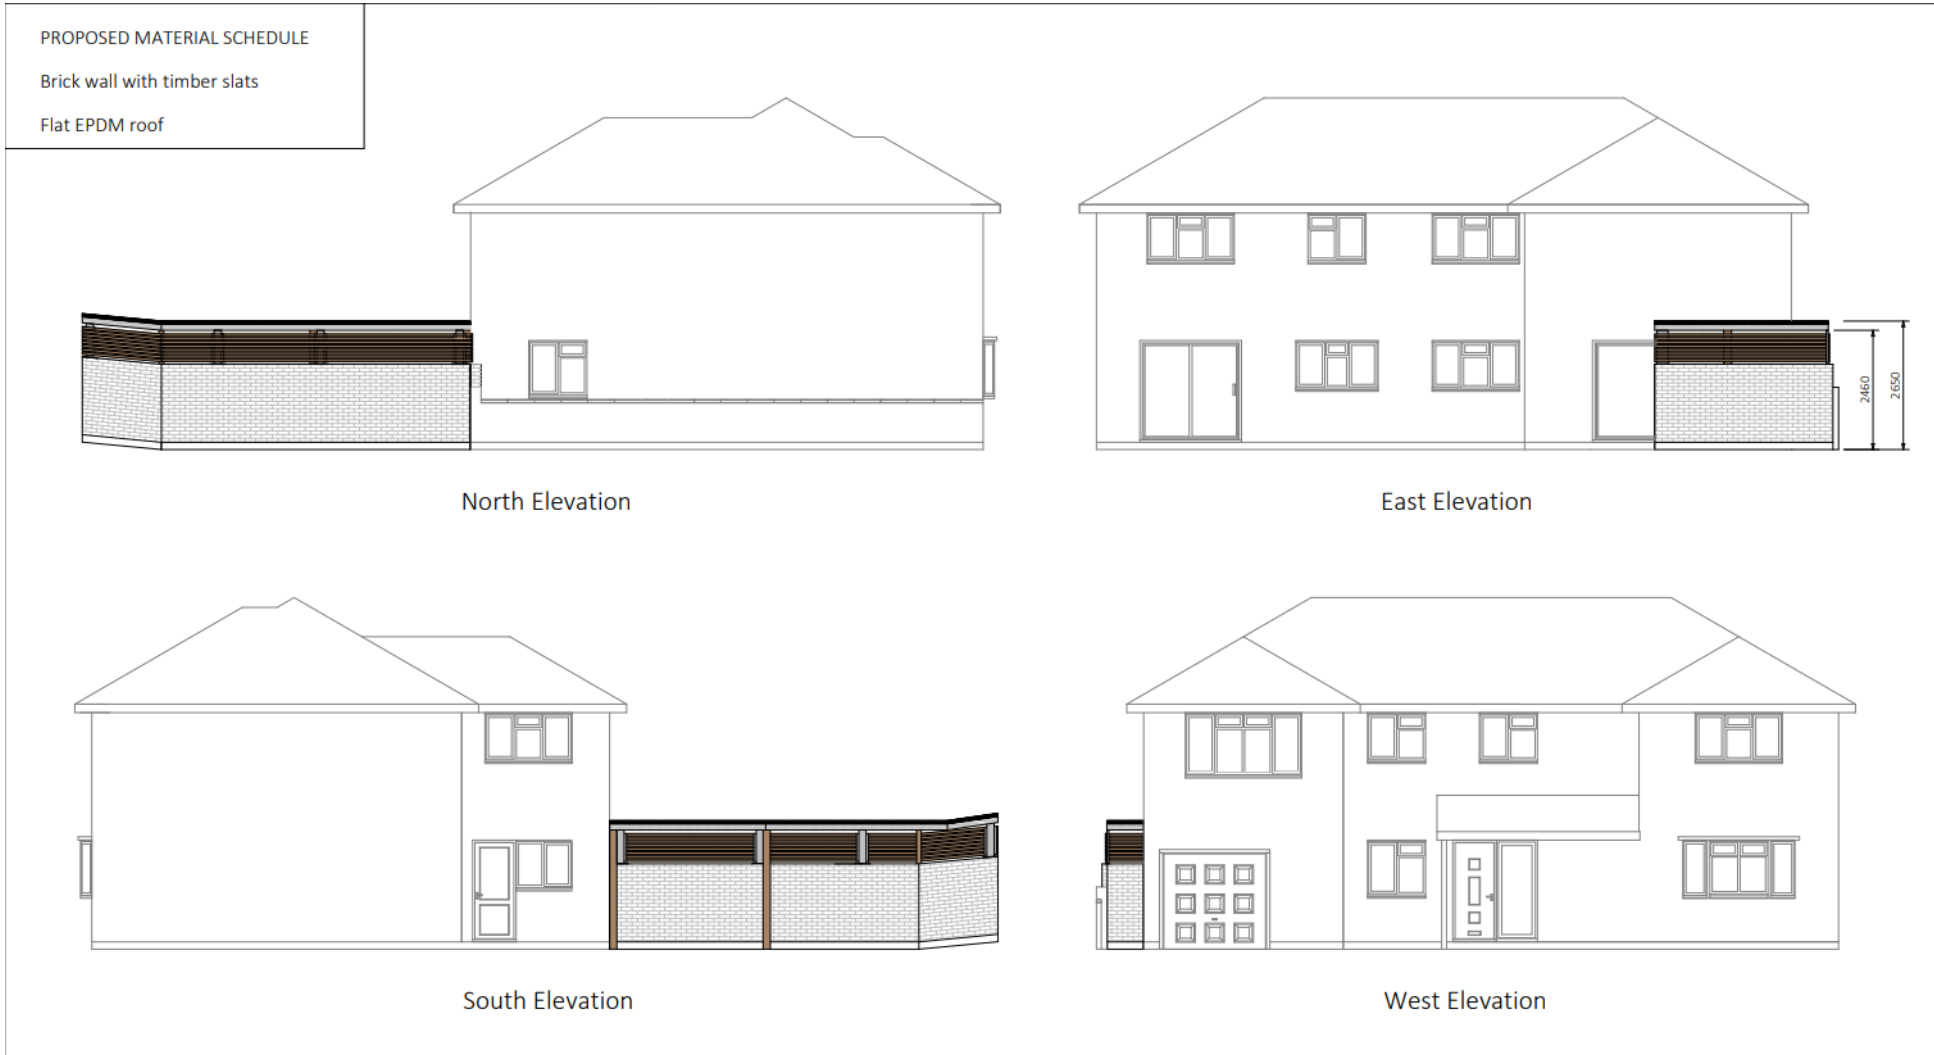 PROPOSED MATERIAL SCHEDULE
Brick wall with timber slats
Flat EPDM roof
2460
2650
North Elevation
East Elevation
South Elevation
West Elevation